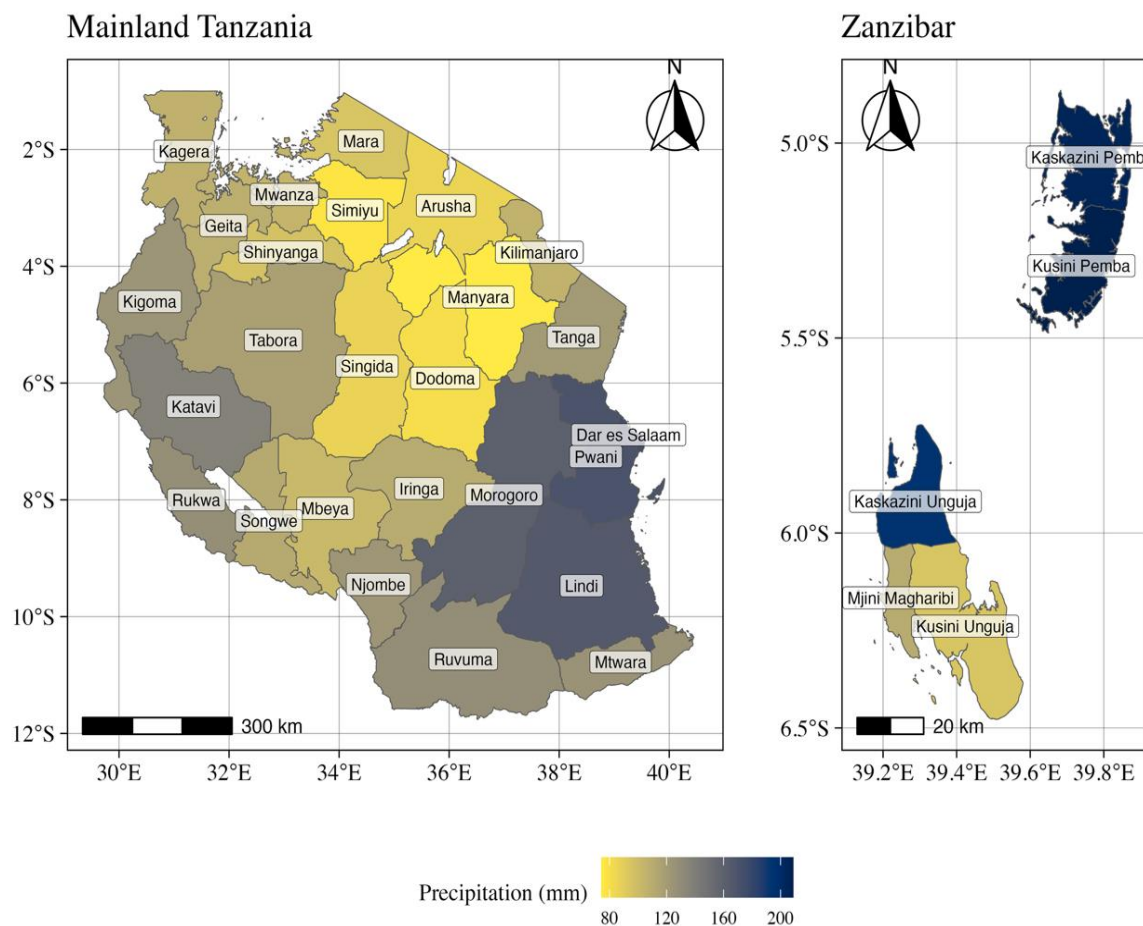 Mainland Tanzania
Zanzibar
N
N
2°S
4°S
6°S
8°S
10°S
12°S
Kagera
Mara
Mwanza
Simiyu
Arusha
Geita
Shinyanga
Kilimanjaro
Kigoma
Manyara
Tabora
Tanga
Singida
Dodoma
Katavi
Dar es Salaam
Pwani
Rukwa
Mbeya
Iringa
Morogoro
Songwe
Njombe
Lindi
Ruvuma
Mtwara
300 km
30°E 32°E 34°E 36°E 38°E 40°E
5.0°S
5.5°S
6.0°S
6.5°S
Kaskazini Pemb
Kusini Pemba
Kaskazini Unguja
Mjini Magharibi
Kusini Unguja
20 km
39.2°E 39.4°E 39.6°E 39.8°E
Precipitation (mm)
80 120 160 200